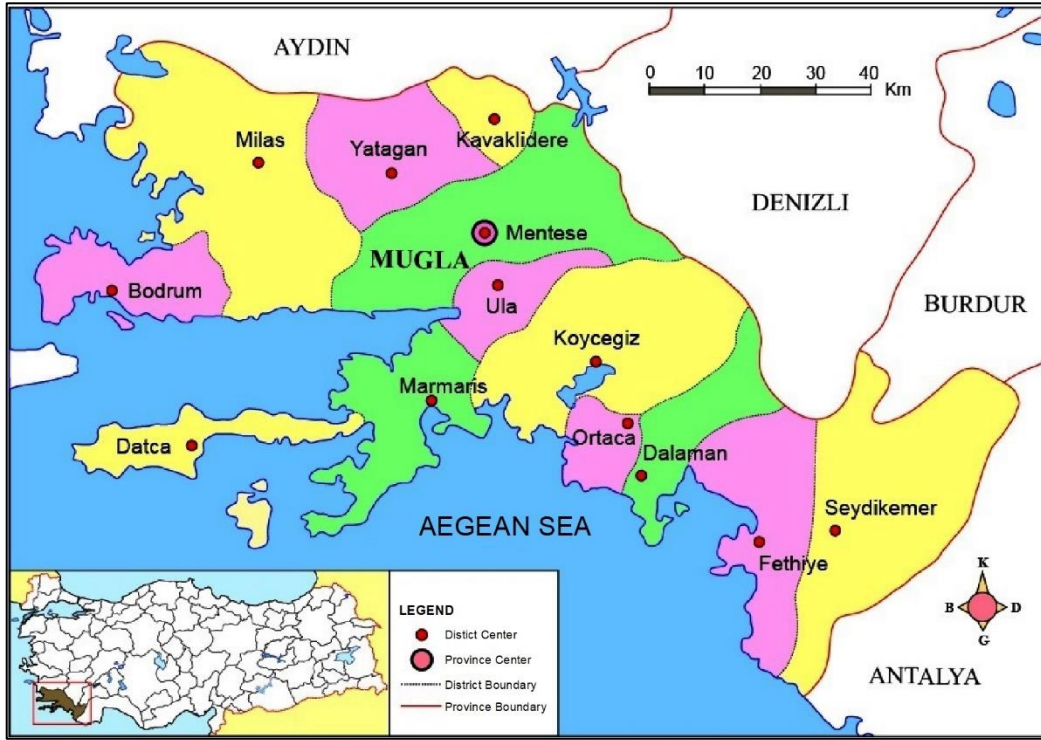 AYDIN
0 10 20 30 40
Km
Milas
Yatagan
Kavaklidere
DENIZLI
Mentese
MUGLA
Bodrum
Ula
BURDUR
Koycegiz
Marmaris
Datca
Ortaca
Dalaman
Seydikemer
AEGEAN SEA
Fethiye
K
B D
G
ANTALYA
LEGEND
Distict Center
Province Center
District Boundary
Province Boundary